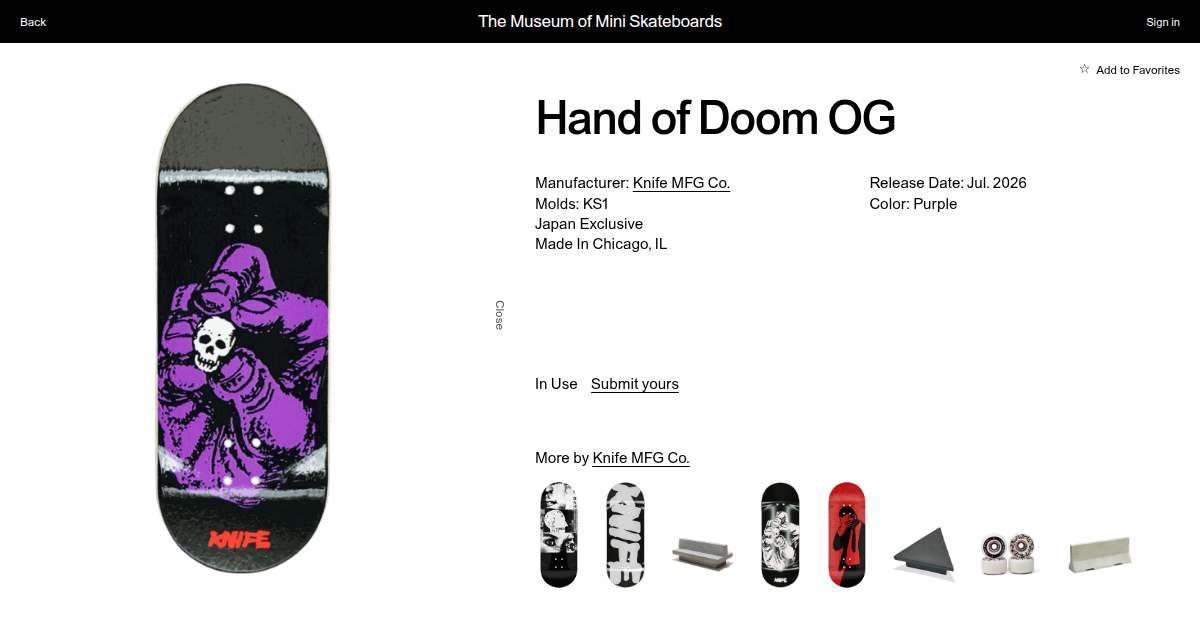 Back
The Museum of Mini Skateboards
Sign in
☆ Add to Favorites
Hand of Doom OG
Manufacturer: Knife MFG Co.
Molds: KS1
Japan Exclusive
Made In Chicago, IL
Release Date: Jul. 2026
Color: Purple
Close
In Use Submit yours
More by Knife MFG Co.
KNIFE
KNIFE
KNIFE